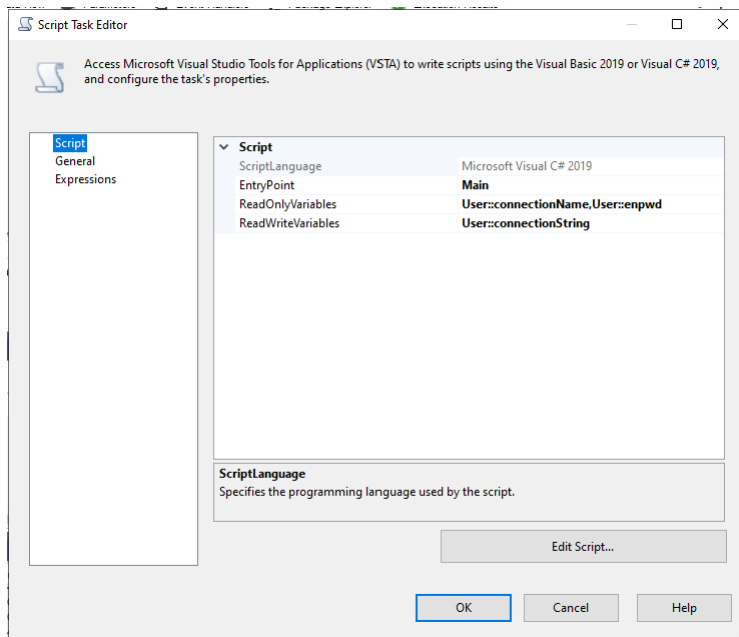 Script Task Editor
Access Microsoft Visual Studio Tools for Applications (VSTA) to write scripts using the Visual Basic 2019 or Visual C# 2019,
and configure the task's properties.
Script
General
Expressions
Script
ScriptLanguage Microsoft Visual C# 2019
EntryPoint Main
ReadOnlyVariables User::connectionName,User::enpwd
ReadWriteVariables User::connectionString
ScriptLanguage
Specifies the programming language used by the script.
Edit Script...
OK Cancel Help